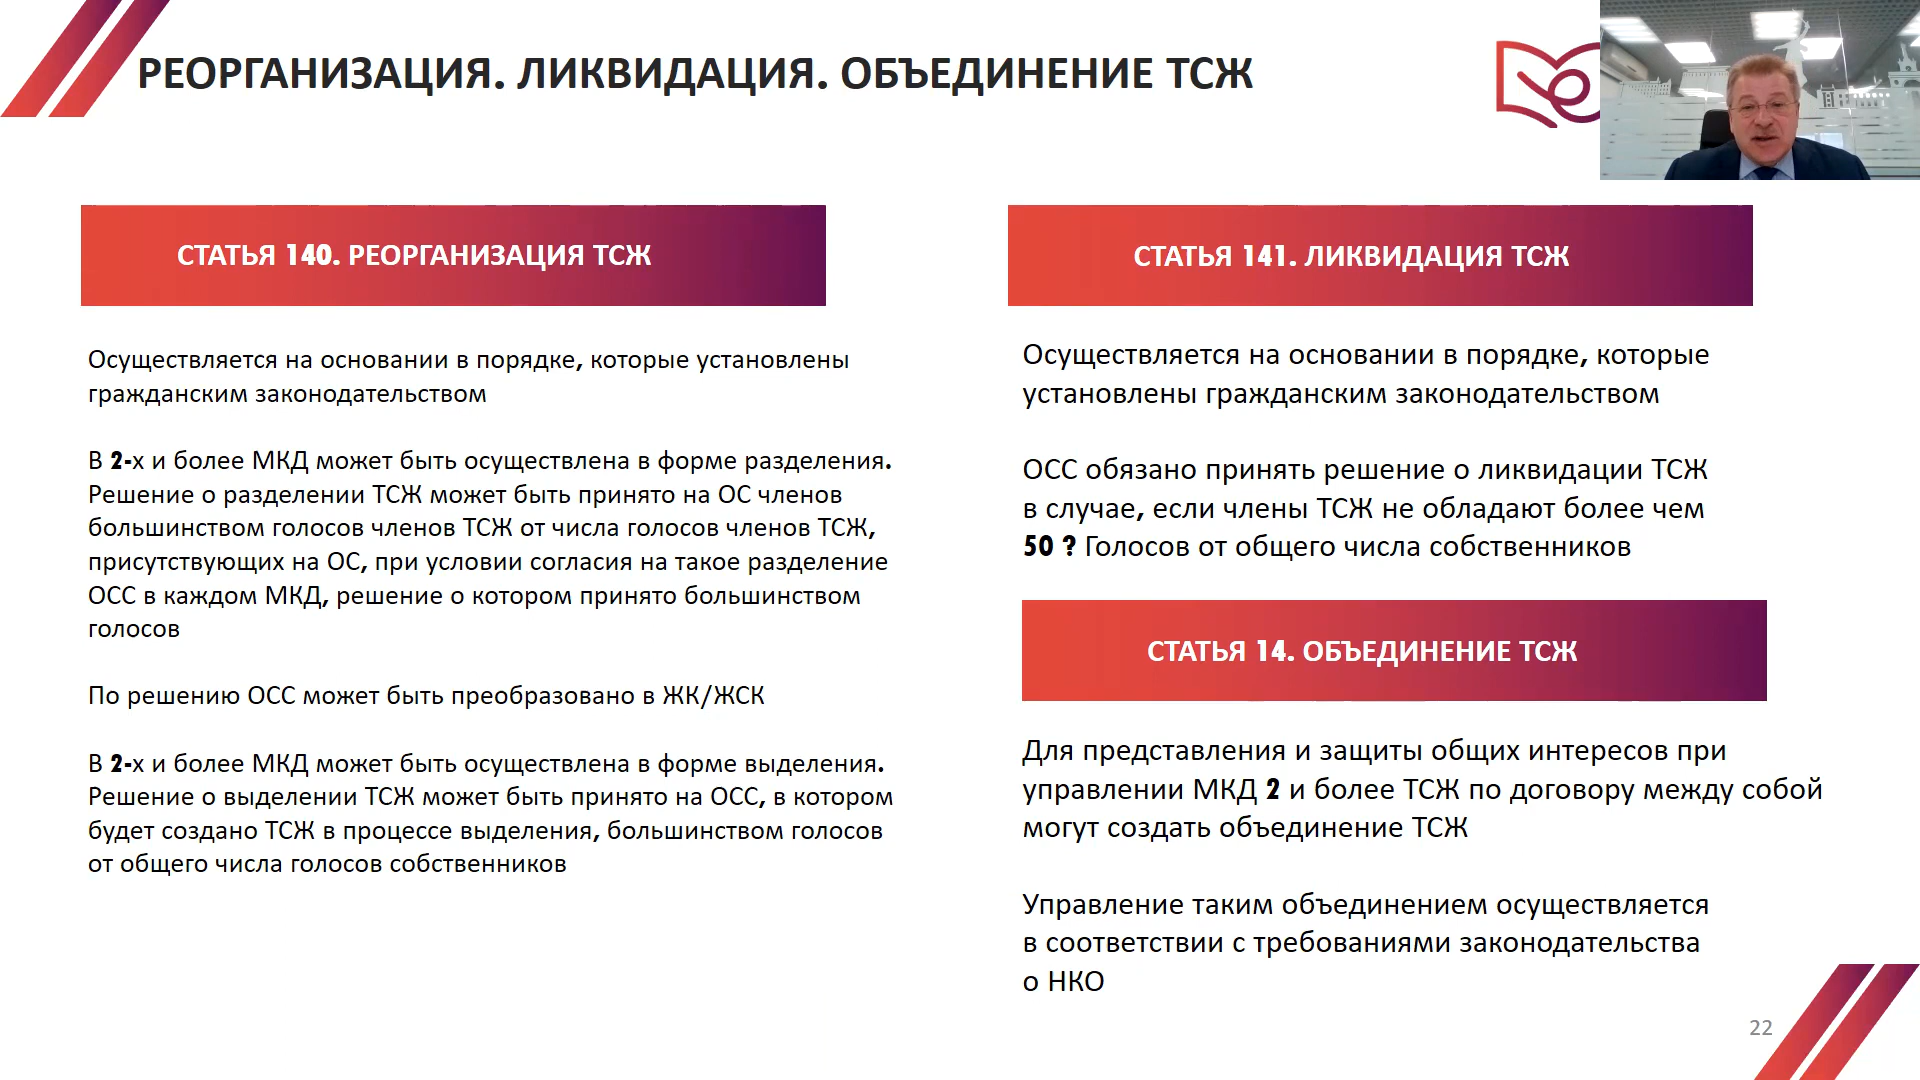 РЕОРГАНИЗАЦИЯ. ЛИКВИДАЦИЯ. ОБЪЕДИНЕНИЕ ТСЖ
СТАТЬЯ 140. РЕОРГАНИЗАЦИЯ ТСЖ
Осуществляется на основании в порядке, которые установлены
гражданским законодательством
В 2-х и более МКД может быть осуществлена в форме разделения.
Решение о разделении ТСЖ может быть принято на ОС членов
большинством голосов членов ТСЖ от числа голосов членов ТСЖ,
присутствующих на ОС, при условии согласия на такое разделение
ОСС в каждом МКД, решение о котором принято большинством
голосов
По решению ОСС может быть преобразовано в ЖК/ЖСК
В 2-х и более МКД может быть осуществлена в форме выделения.
Решение о выделении ТСЖ может быть принято на ОСС, в котором
будет создано ТСЖ в процессе выделения, большинством голосов
от общего числа голосов собственников
СТАТЬЯ 141. ЛИКВИДАЦИЯ ТСЖ
Осуществляется на основании в порядке, которые
установлены гражданским законодательством
ОСС обязано принять решение о ликвидации ТСЖ
в случае, если члены ТСЖ не обладают более чем
50 ? Голосов от общего числа собственников
СТАТЬЯ 14. ОБЪЕДИНЕНИЕ ТСЖ
Для представления и защиты общих интересов при
управлении МКД 2 и более ТСЖ по договору между собой
могут создать объединение ТСЖ
Управление таким объединением осуществляется
в соответствии с требованиями законодательства
о НКО
22